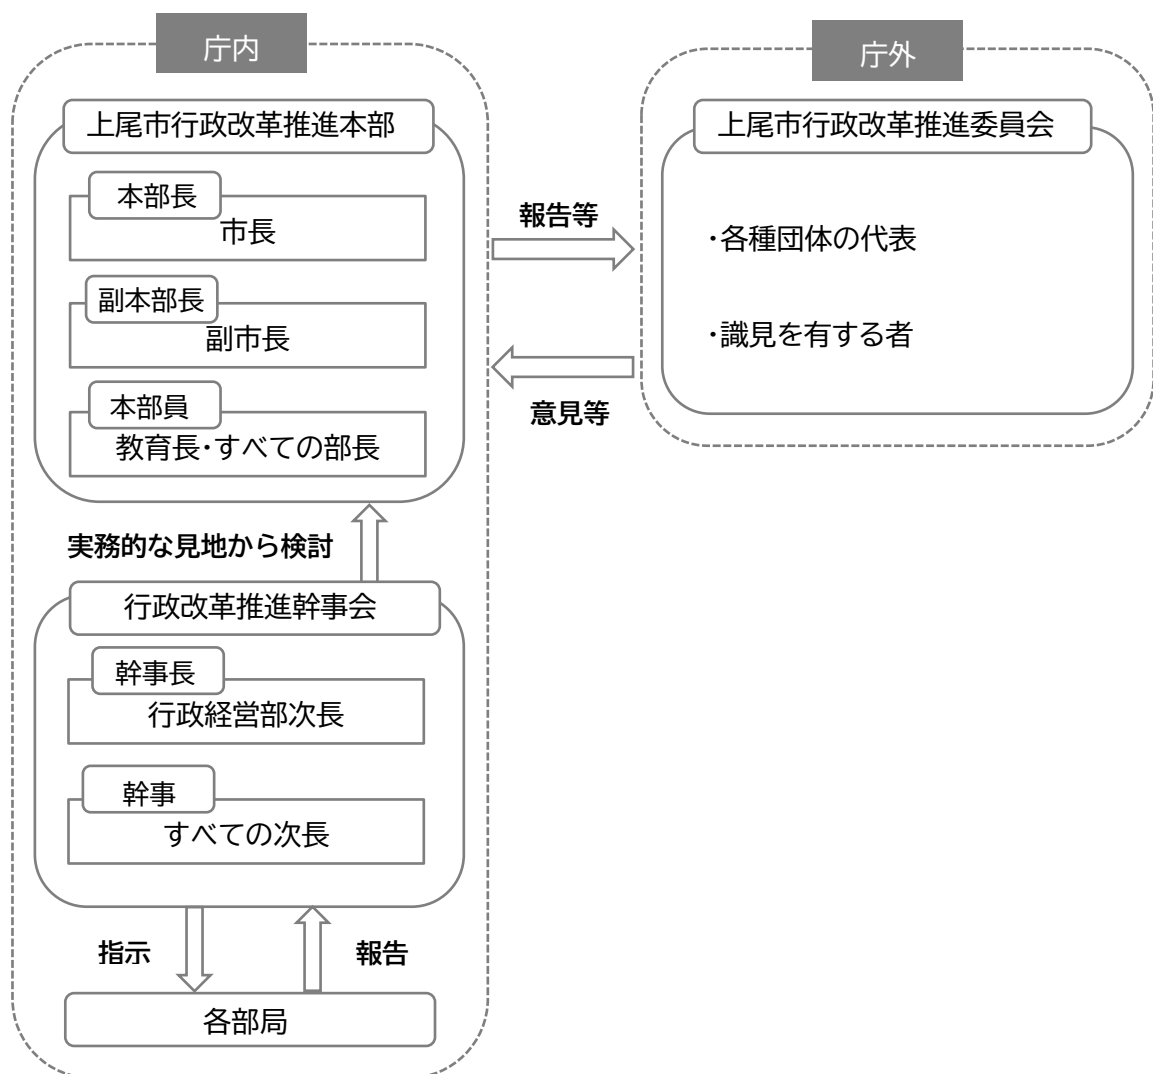 庁内
上尾市行政改革推進本部
本部長
市長
副本部長
副市長
本部員
教育長・すべての部長
実務的な見地から検討
行政改革推進幹事会
幹事長
行政経営部次長
幹事
すべての次長
指示
報告
各部局
報告等
意見等
庁外
上尾市行政改革推進委員会
・各種団体の代表
・識見を有する者